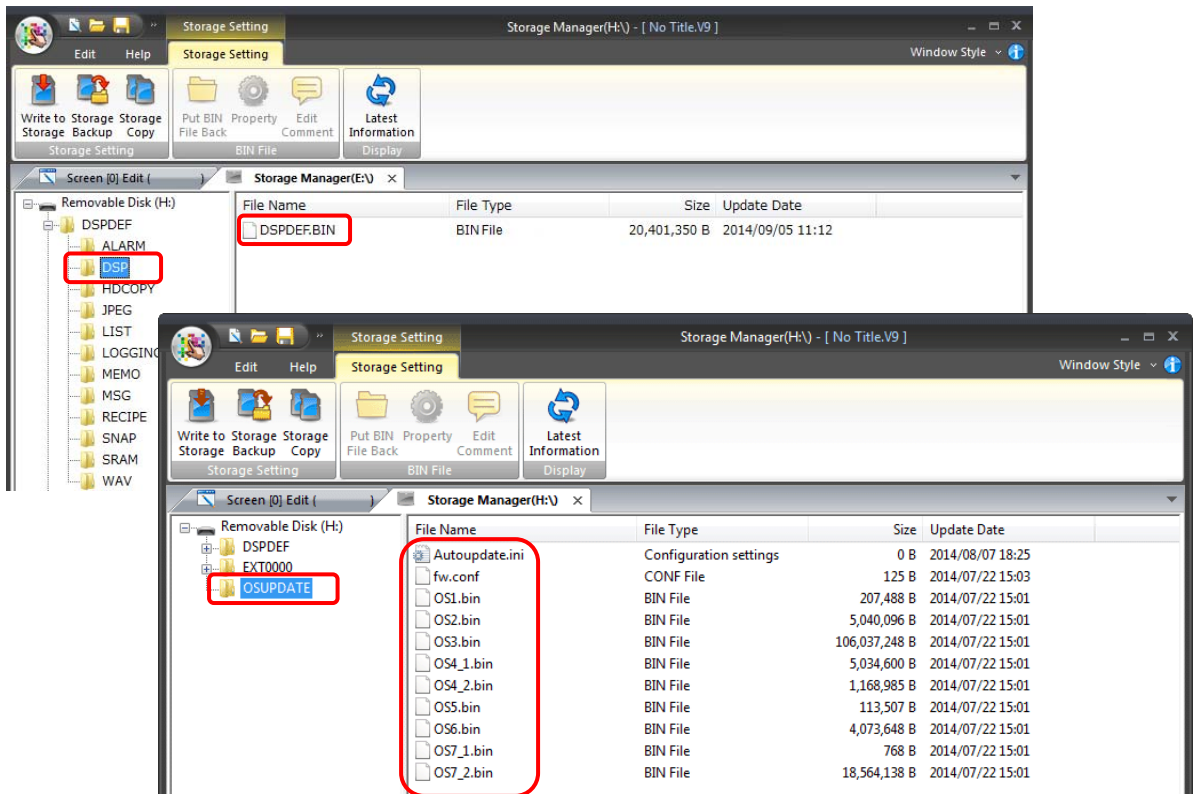 Storage Setting
Storage Manager(H:\) - [ No Title.V9 ]
Edit Help Storage Setting
Window Style
Write to Storage Storage Put BIN Property Edit Latest
Storage Backup Copy File Back Comment Information
Storage Setting BIN File Display
Screen [0] Edit ( ) Storage Manager(E:\) ×
Removable Disk (H:) File Name File Type Size Update Date
DSPDEF DSPDEF.BIN BIN File 20,401,350 B 2014/09/05 11:12
ALARM
DSP
HDCOPY
JPEG
LIST
LOGGING
MEMO
MSG
RECIPE
SNAP
SRAM
WAV
Storage Setting
Storage Manager(H:\) - [ No Title.V9 ]
Edit Help Storage Setting
Window Style
Write to Storage Storage Put BIN Property Edit Latest
Storage Backup Copy File Back Comment Information
Storage Setting BIN File Display
Screen [0] Edit ( ) Storage Manager(H:\) ×
Removable Disk (H:) File Name File Type Size Update Date
DSPDEF
EXT0000
OSUPDATE
Autoupdate.ini Configuration settings 0 B 2014/08/07 18:25
fw.conf CONF File 125 B 2014/07/22 15:03
OS1.bin BIN File 207,488 B 2014/07/22 15:01
OS2.bin BIN File 5,040,096 B 2014/07/22 15:01
OS3.bin BIN File 106,037,248 B 2014/07/22 15:01
OS4_1.bin BIN File 5,034,600 B 2014/07/22 15:01
OS4_2.bin BIN File 1,168,985 B 2014/07/22 15:01
OS5.bin BIN File 113,507 B 2014/07/22 15:01
OS6.bin BIN File 4,073,648 B 2014/07/22 15:01
OS7_1.bin BIN File 768 B 2014/07/22 15:01
OS7_2.bin BIN File 18,564,138 B 2014/07/22 15:01